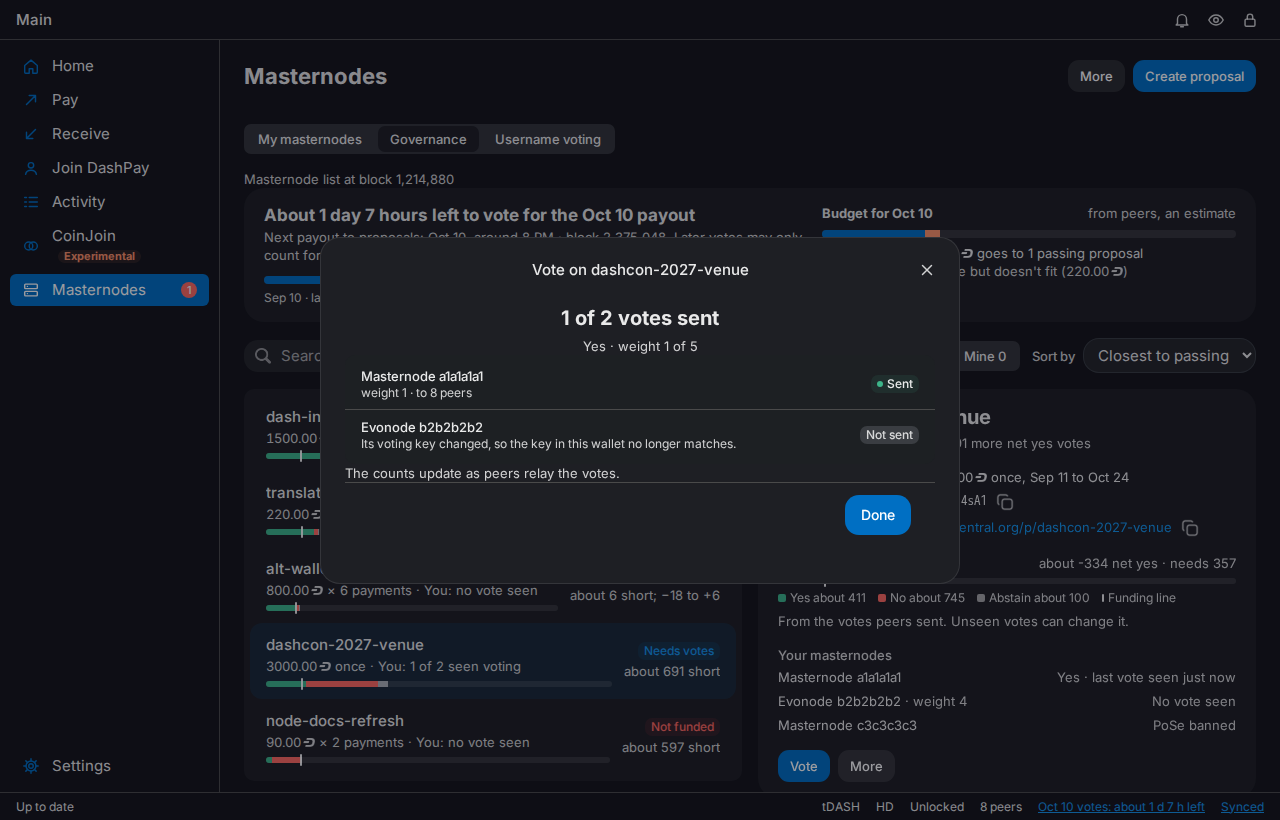 Main
Home
Pay
Receive
Join DashPay
Activity
CoinJoin
Experimental
Masternodes
1
Settings
Masternodes
More
Create proposal
My masternodes
Governance
Username voting
Masternode list at block 1,214,880
About 1 day 7 hours left to vote for the Oct 10 payout
Budget for Oct 10
from peers, an estimate
goes to 1 passing proposal
but doesn't fit (220.00)
count for
Sep 10
Mine 0
Sort by
Closest to passing
Vote on dashcon-2027-venue
1 of 2 votes sent
Yes · weight 1 of 5
Masternode a1a1a1a1
weight 1 · to 8 peers
Sent
Evonode b2b2b2b2
Its voting key changed, so the key in this wallet no longer matches.
Not sent
The counts update as peers relay the votes.
Done
1500.00
220.00
800.00 × 6 payments · You: no vote seen
about 6 short; −18 to +6
dashcon-2027-venue
Needs votes
3000.00 once · You: 1 of 2 seen voting
about 691 short
node-docs-refresh
Not funded
90.00 × 2 payments · You: no vote seen
about 597 short
more net yes votes
once, Sep 11 to Oct 24
4sA1
entral.org/p/dashcon-2027-venue
about -334 net yes · needs 357
Yes about 411
No about 745
Abstain about 100
Funding line
From the votes peers sent. Unseen votes can change it.
Your masternodes
Masternode a1a1a1a1
Yes · last vote seen just now
Evonode b2b2b2b2 · weight 4
No vote seen
Masternode c3c3c3c3
PoSe banned
Vote
More
Up to date
tDASH
HD
Unlocked
8 peers
Oct 10 votes: about 1 d 7 h left
Synced